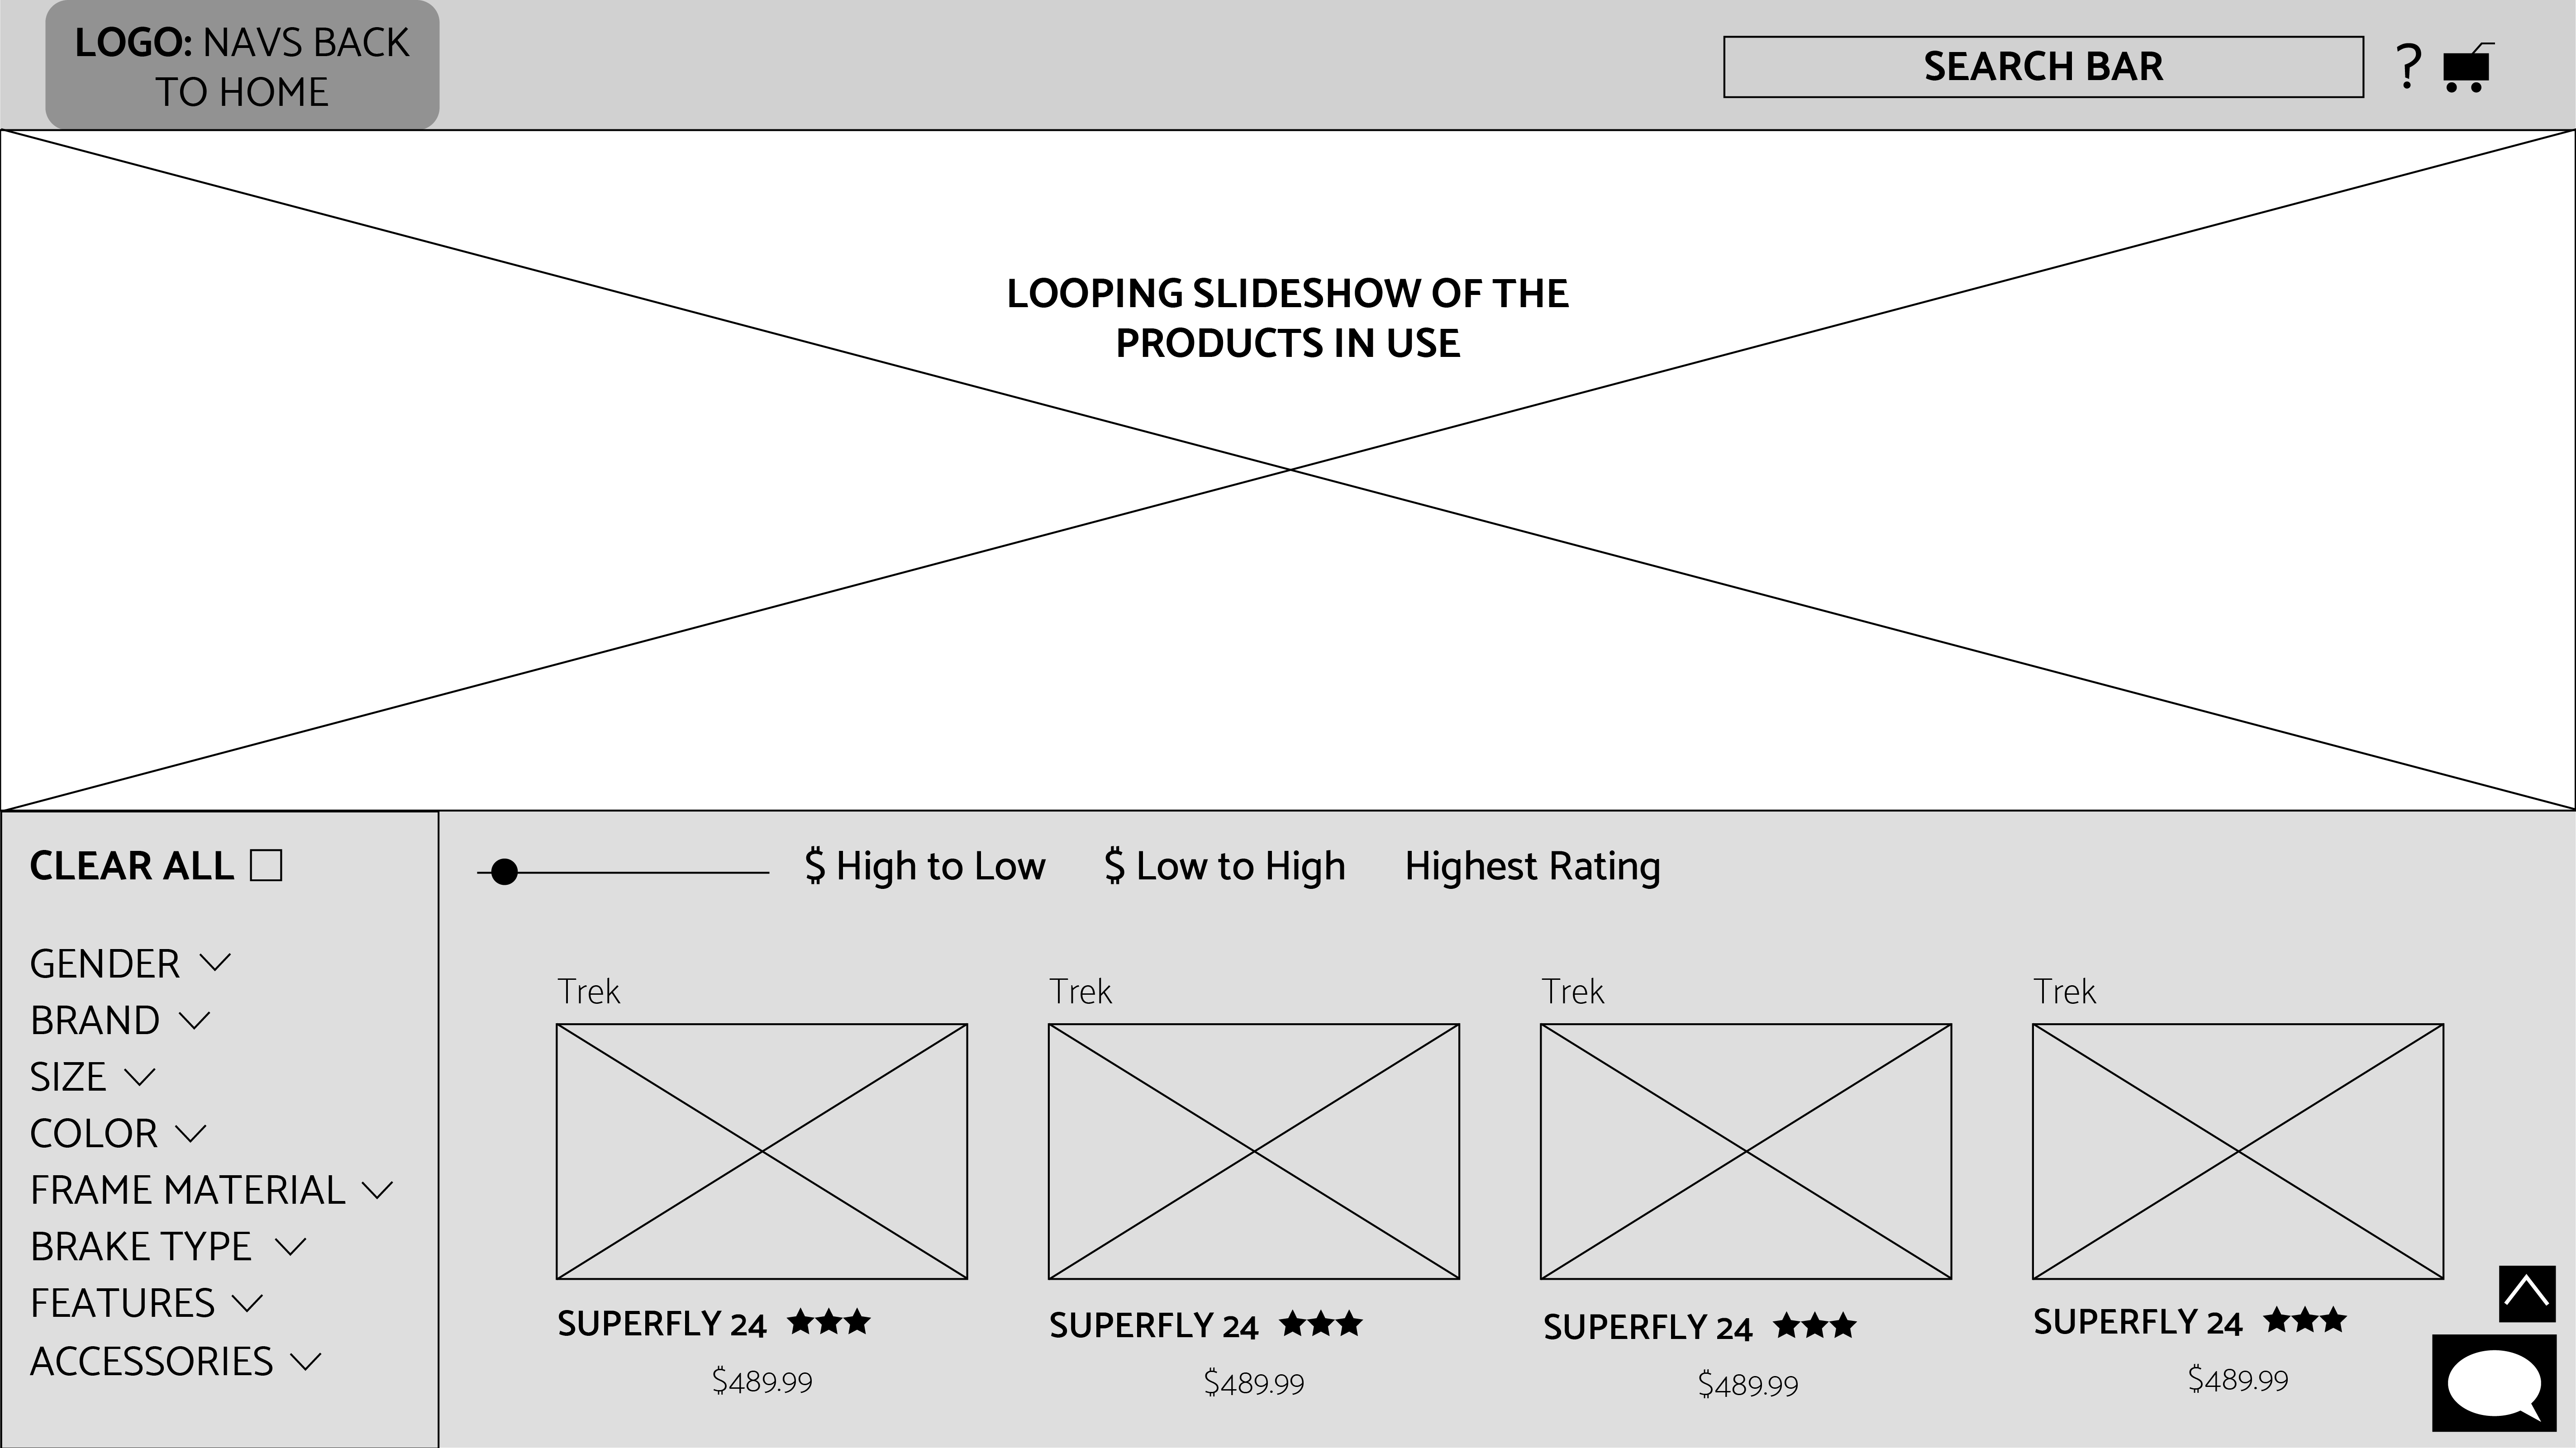 LOGO: NAVS BACK
TO HOME
SEARCH BAR
?
LOOPING SLIDESHOW OF THE
PRODUCTS IN USE
CLEAR ALL
GENDER
BRAND
SIZE
COLOR
FRAME MATERIAL
BRAKE TYPE
FEATURES
ACCESSORIES
$ High to Low
$ Low to High
Highest Rating
Trek
SUPERFLY 24
$489.99
Trek
SUPERFLY 24
$489.99
Trek
SUPERFLY 24
$489.99
Trek
SUPERFLY 24
$489.99